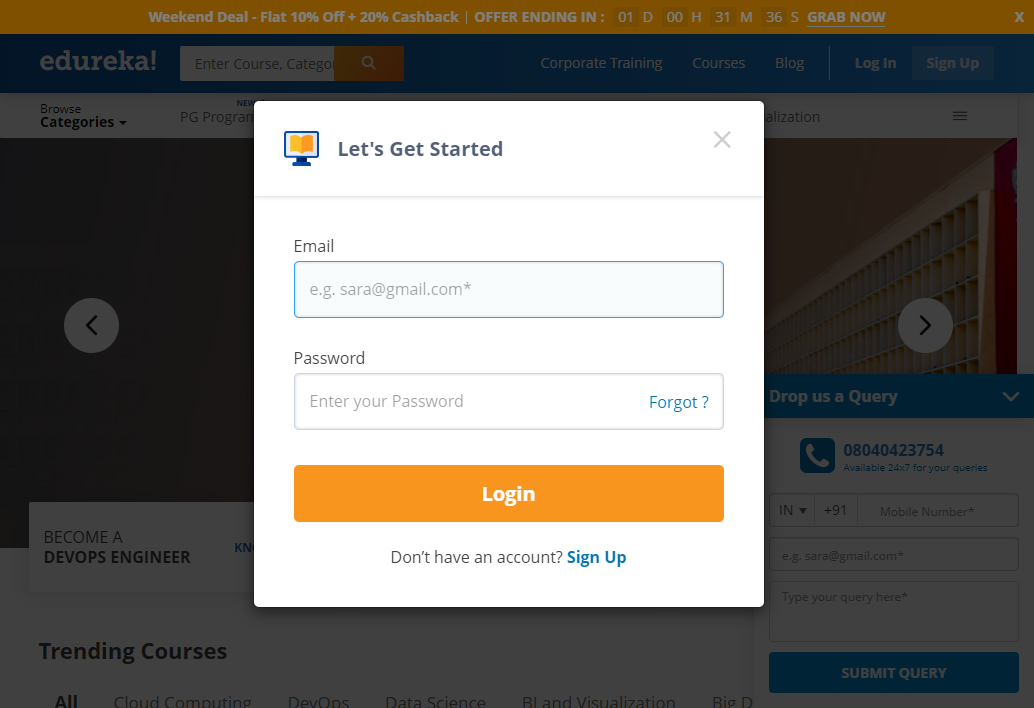 Weekend Deal - Flat 10% Off + 20% Cashback | OFFER ENDING IN : 01 D 00 H 31 M 36 S GRAB NOW X
edureka! Enter Course, Catego Corporate Training Courses Blog Log In Sign Up
NEW
Browse
Categories PG Program alization
Let's Get Started
Email
e.g. sara@gmail.com*
Password
Enter your Password Forgot ?
Login
Don't have an account? Sign Up
Drop us a Query
08040423754
Available 24x7 for your queries
IN +91 Mobile Number*
e.g. sara@gmail.com*
Type your query here*
SUBMIT QUERY
BECOME A
DEVOPS ENGINEER KN
Trending Courses
All Cloud Computing DevOps Data Science BI and Visualization Big D